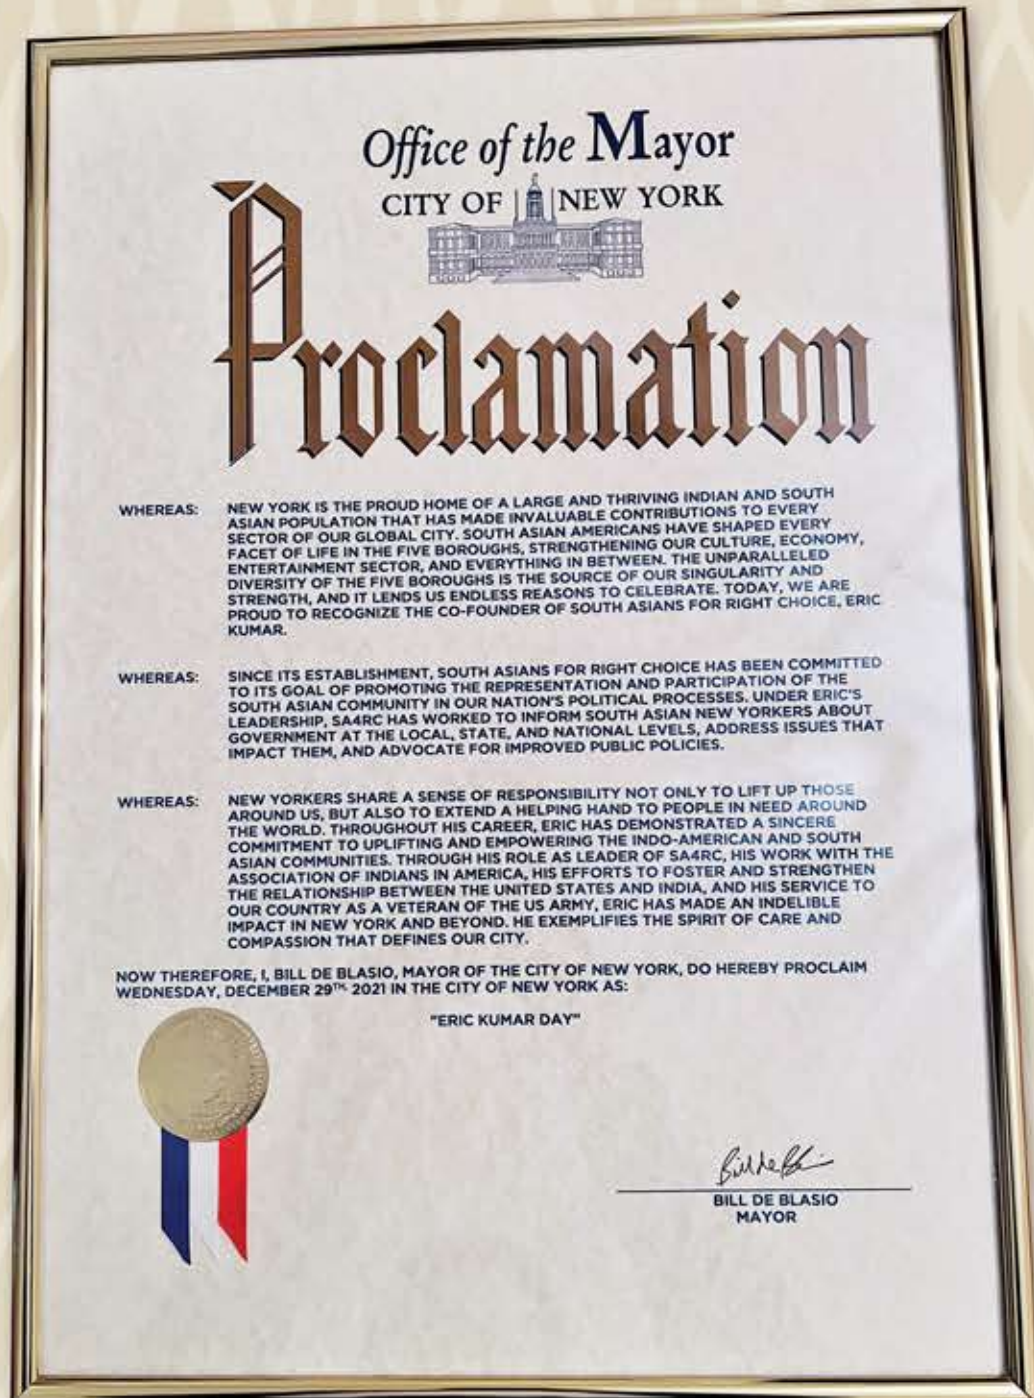 Office of the Mayor
CITY OF NEW YORK
Proclamation
WHEREAS: NEW YORK IS THE PROUD HOME OF A LARGE AND THRIVING INDIAN AND SOUTH
ASIAN POPULATION THAT HAS MADE INVALUABLE CONTRIBUTIONS TO EVERY
SECTOR OF OUR GLOBAL CITY. SOUTH ASIAN AMERICANS HAVE SHAPED EVERY
FACET OF LIFE IN THE FIVE BOROUGHS, STRENGTHENING OUR CULTURE, ECONOMY,
ENTERTAINMENT SECTOR, AND EVERYTHING IN BETWEEN. THE UNPARALLELED
DIVERSITY OF THE FIVE BOROUGHS IS THE SOURCE OF OUR SINGULARITY AND
STRENGTH, AND IT LENDS US ENDLESS REASONS TO CELEBRATE. TODAY, WE ARE
PROUD TO RECOGNIZE THE CO-FOUNDER OF SOUTH ASIANS FOR RIGHT CHOICE, ERIC
KUMAR.
WHEREAS: SINCE ITS ESTABLISHMENT, SOUTH ASIANS FOR RIGHT CHOICE HAS BEEN COMMITTED
TO ITS GOAL OF PROMOTING THE REPRESENTATION AND PARTICIPATION OF THE
SOUTH ASIAN COMMUNITY IN OUR NATION'S POLITICAL PROCESSES. UNDER ERIC'S
LEADERSHIP, SA4RC HAS WORKED TO INFORM SOUTH ASIAN NEW YORKERS ABOUT
GOVERNMENT AT THE LOCAL, STATE, AND NATIONAL LEVELS, ADDRESS ISSUES THAT
IMPACT THEM, AND ADVOCATE FOR IMPROVED PUBLIC POLICIES.
WHEREAS: NEW YORKERS SHARE A SENSE OF RESPONSIBILITY NOT ONLY TO LIFT UP THOSE
AROUND US, BUT ALSO TO EXTEND A HELPING HAND TO PEOPLE IN NEED AROUND
THE WORLD. THROUGHOUT HIS CAREER, ERIC HAS DEMONSTRATED A SINCERE
COMMITMENT TO UPLIFTING AND EMPOWERING THE INDO-AMERICAN AND SOUTH
ASIAN COMMUNITIES. THROUGH HIS ROLE AS LEADER OF SA4RC, HIS WORK WITH THE
ASSOCIATION OF INDIANS IN AMERICA, HIS EFFORTS TO FOSTER AND STRENGTHEN
THE RELATIONSHIP BETWEEN THE UNITED STATES AND INDIA, AND HIS SERVICE TO
OUR COUNTRY AS A VETERAN OF THE US ARMY, ERIC HAS MADE AN INDELIBLE
IMPACT IN NEW YORK AND BEYOND. HE EXEMPLIFIES THE SPIRIT OF CARE AND
COMPASSION THAT DEFINES OUR CITY.
NOW THEREFORE, I, BILL DE BLASIO, MAYOR OF THE CITY OF NEW YORK, DO HEREBY PROCLAIM
WEDNESDAY, DECEMBER 29TH, 2021 IN THE CITY OF NEW YORK AS:
"ERIC KUMAR DAY"
BILL DE BLASIO
MAYOR